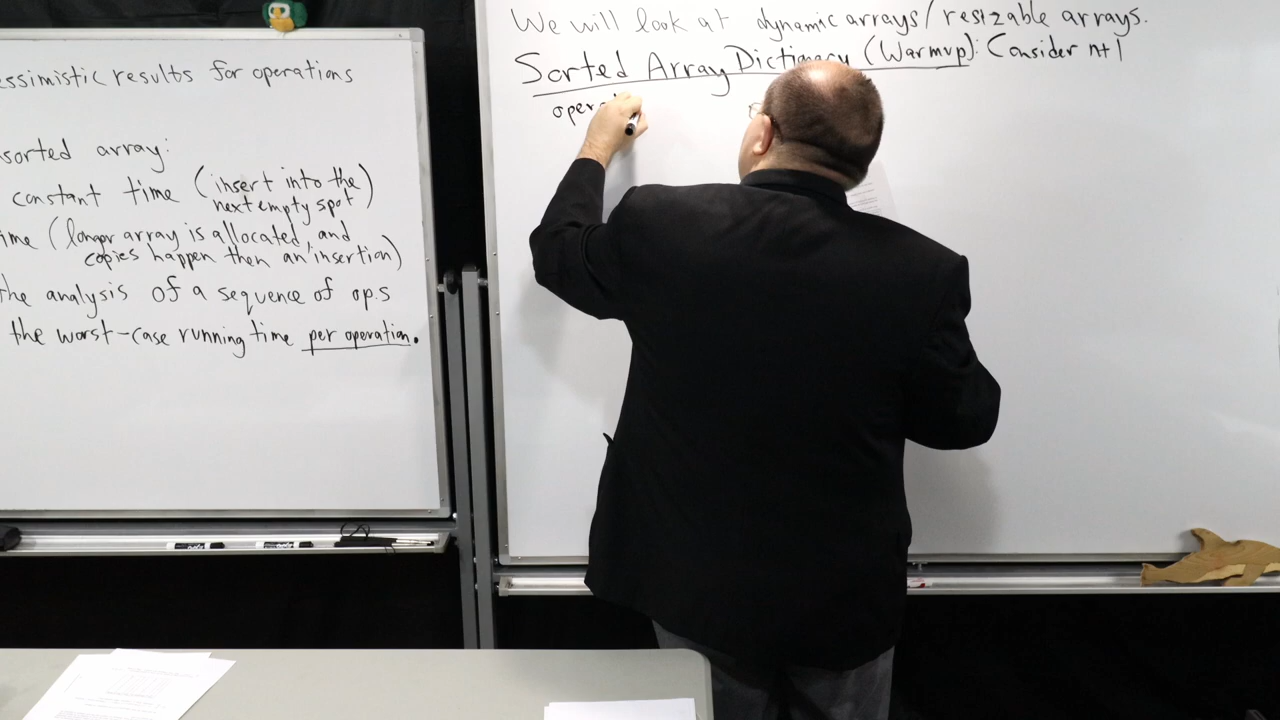 essimistic results for operations
sorted array:
constant time (insert into the
next empty spot)
ime (longer array is allocated, and
copies happen then an insertion)
the analysis of a sequence of op.s
the worst-case running time per operation.
We will look at dynamic arrays/resizable arrays.
Sorted Array Dictionary (Warmup): Consider n+1
opera